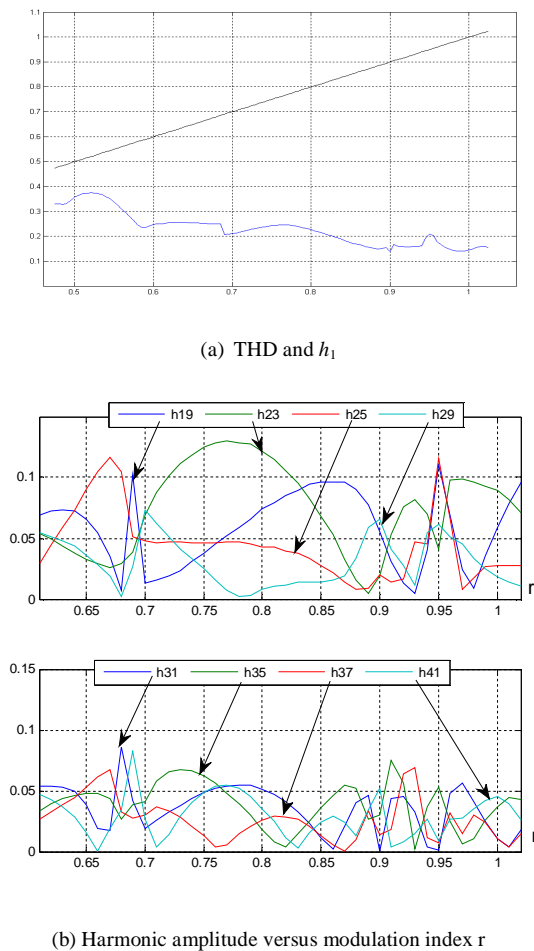 1.1
1
0.9
0.8
0.7
0.6
0.5
0.4
0.3
0.2
0.1
0.5 0.6 0.7 0.8 0.9 1
(a) THD and h1
h19 h23 h25 h29
0.1
0.05
0
0.65 0.7 0.75 0.8 0.85 0.9 0.95 1
r
h31 h35 h37 h41
0.15
0.1
0.05
0
0.65 0.7 0.75 0.8 0.85 0.9 0.95 1
(b) Harmonic amplitude versus modulation index r